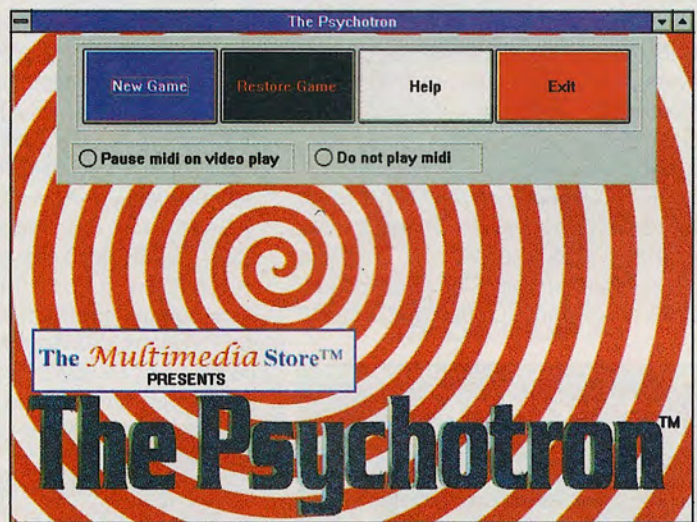 The Psychotron
New Game Restore Game Help Exit
Pause midi on video play Do not play midi
The Multimedia Store™
PRESENTS
The Psychotron™